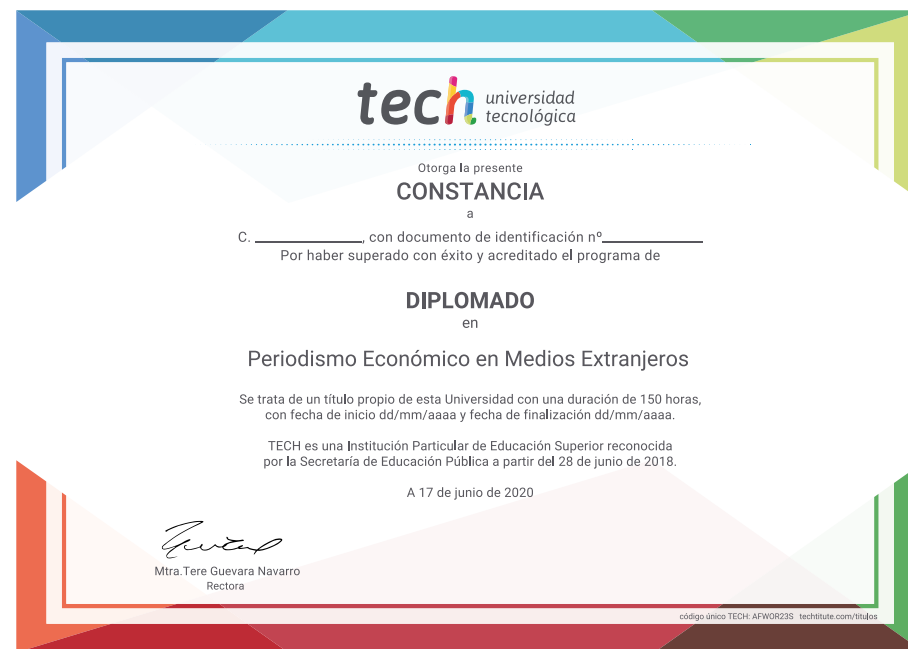 tech universidad
tecnológica
Otorga la presente
CONSTANCIA
a
C. ____________, con documento de identificación nº____________
Por haber superado con éxito y acreditado el programa de
DIPLOMADO
en
Periodismo Económico en Medios Extranjeros
Se trata de un título propio de esta Universidad con una duración de 150 horas,
con fecha de inicio dd/mm/aaaa y fecha de finalización dd/mm/aaaa.
TECH es una Institución Particular de Educación Superior reconocida
por la Secretaría de Educación Pública a partir del 28 de junio de 2018.
A 17 de junio de 2020
Mtra.Tere Guevara Navarro
Rectora
código único TECH: AFWOR23S techtitute.com/titulos